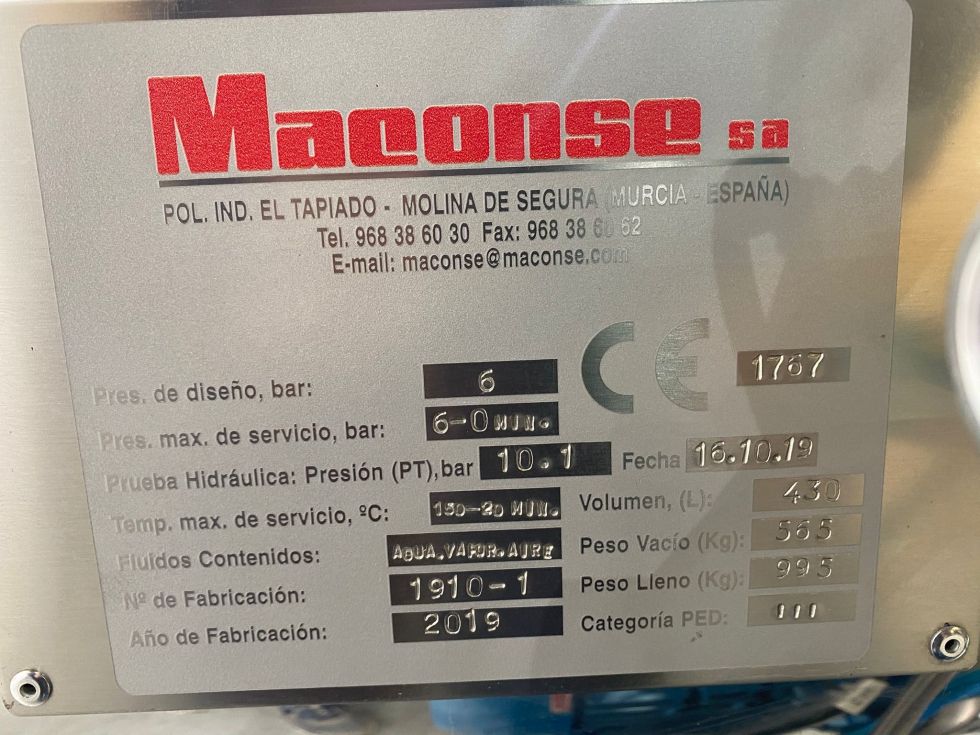 Maconse sa
POL. IND. EL TAPIADO - MOLINA DE SEGURA (MURCIA - ESPAÑA)
Tel. 968 38 60 30 Fax: 968 38 60 62
E-mail: maconse@maconse.com
CE 1767
Pres. de diseño, bar: 6
Pres. max. de servicio, bar: 6-0 MIN.
Prueba Hidráulica: Presión (PT), bar 10.1 Fecha 16.10.19
Temp. max. de servicio, ºC: 150-20 MIN. Volumen, (L): 430
Fluidos Contenidos: AGUA.VAPOR.AIRE Peso Vacío (Kg): 565
Nº de Fabricación: 1910-1 Peso Lleno (Kg): 995
Año de Fabricación: 2019 Categoría PED: III